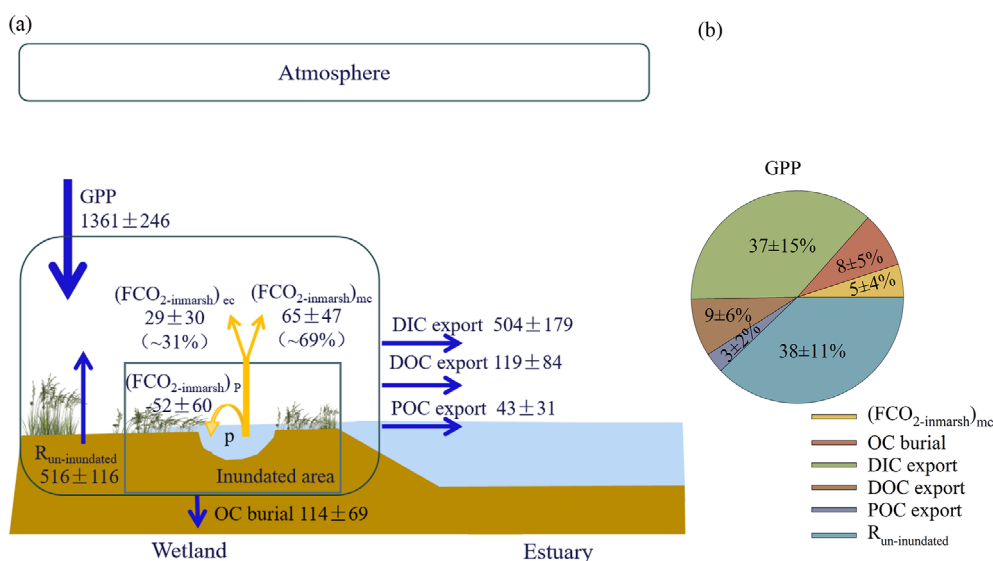 (a)
Atmosphere
GPP
1361±246
(FCO2-inmarsh) ec
29±30
(~31%)
(FCO2-inmarsh)mc
65±47
(~69%)
(FCO2-inmarsh) P
-52±60
p
Run-inundated
516±116
Inundated area
OC burial 114±69
DIC export 504±179
DOC export 119±84
POC export 43±31
Wetland
Estuary
(b)
GPP
37±15%
8±5%
5±4%
9±6%
3±2%
38±11%
(FCO2-inmarsh)mc
OC burial
DIC export
DOC export
POC export
Run-inundated